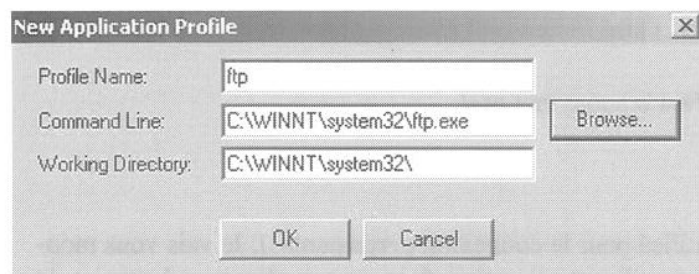 New Application Profile
Profile Name: ftp
Command Line: C:\WINNT\system32\ftp.exe Browse...
Working Directory: C:\WINNT\system32\
OK Cancel